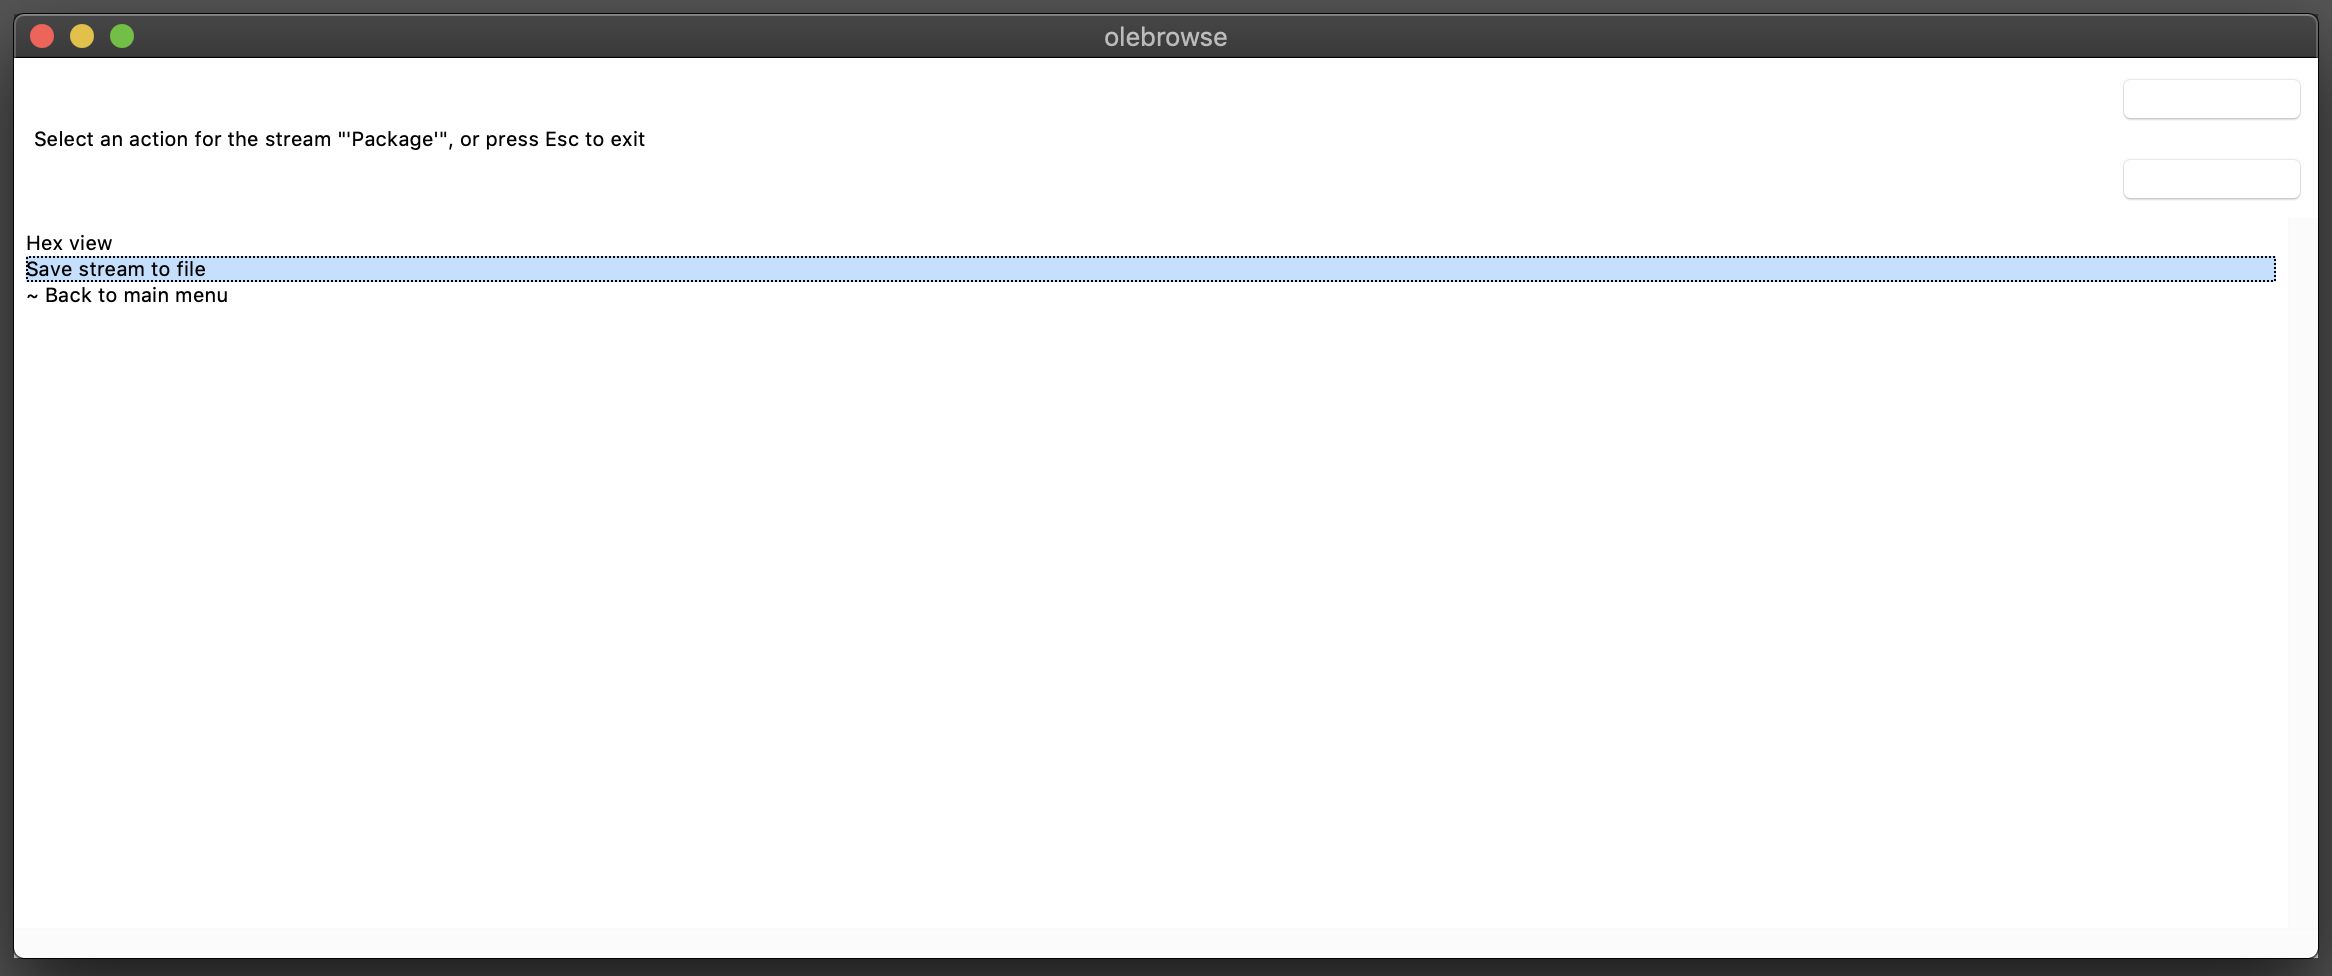 olebrowse
Select an action for the stream "'Package'", or press Esc to exit
Hex view
Save stream to file
~ Back to main menu